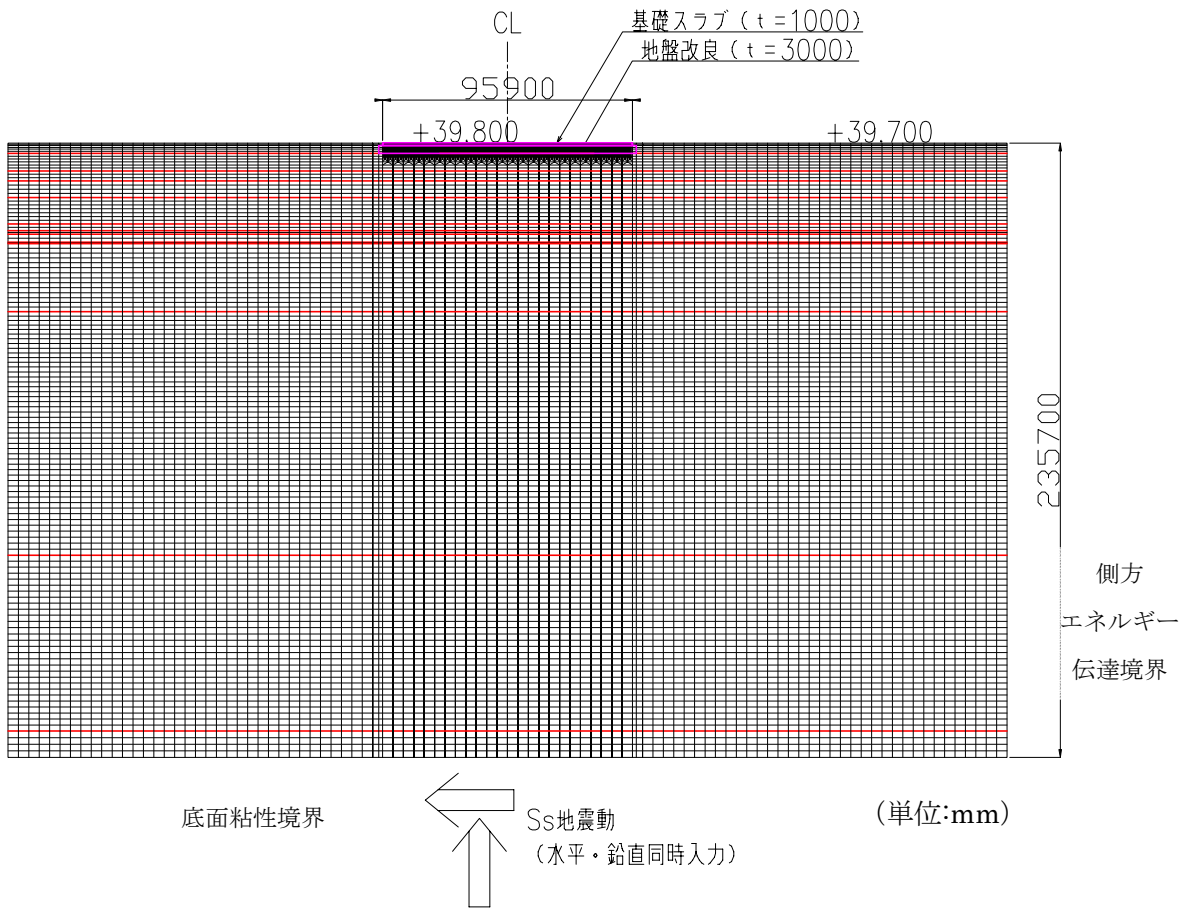 CL
基礎スラブ(t=1000)
地盤改良(t=3000)
95900
+39.800
+39.700
235700
側方
エネルギー
伝達境界
底面粘性境界
Ss地震動
(水平・鉛直同時入力)
(単位:mm)